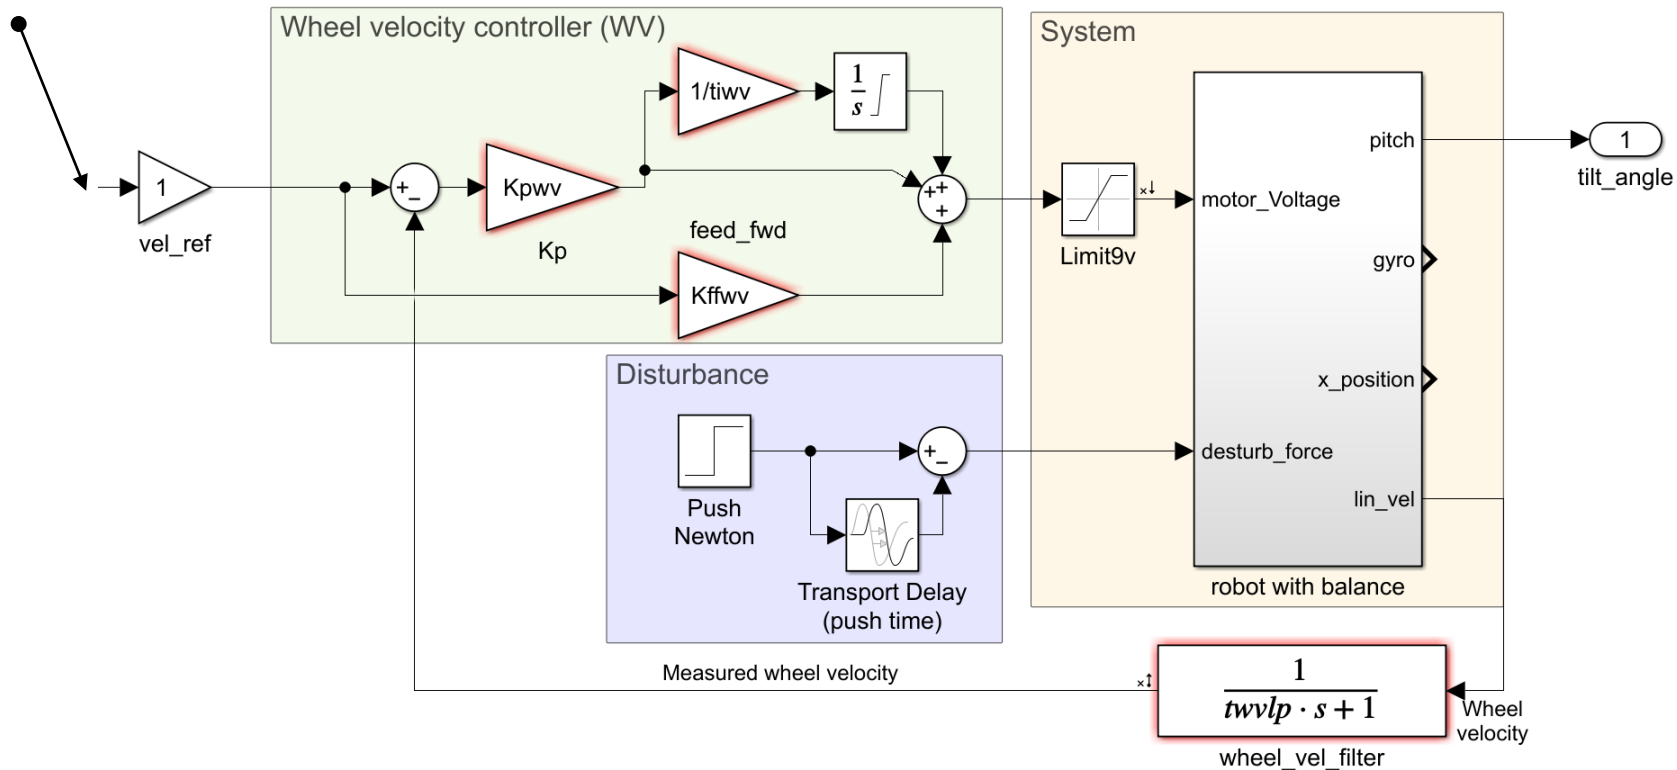 Wheel velocity controller (WV)
System
1/tiwv
1
s
pitch
1
tilt_angle
1
vel_ref
+
−
Kpwv
Kp
+
+
+
feed_fwd
Kffwv
×↓
Limit9v
motor_Voltage
gyro
x_position
desturb_force
lin_vel
robot with balance
Disturbance
+
−
Push
Newton
Transport Delay
(push time)
Measured wheel velocity
×↕
1
twvlp · s + 1
wheel_vel_filter
Wheel
velocity